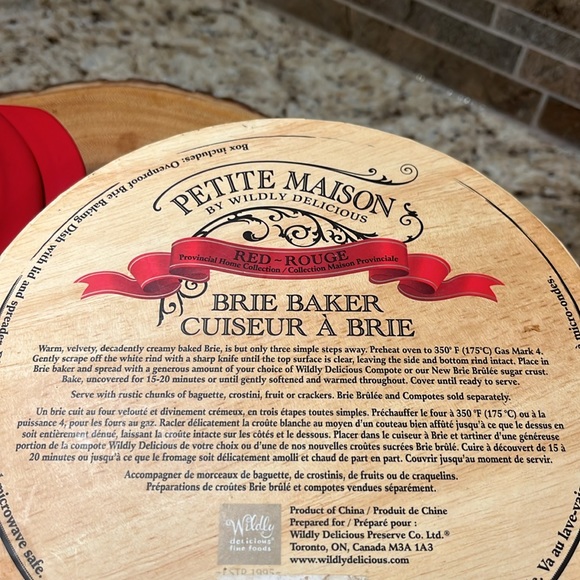 Box includes: Ovenproof Brie Baking Dish with lid and spreader
PETITE MAISON
BY WILDLY DELICIOUS
RED ~ ROUGE
Provincial Home Collection / Collection Maison Provinciale
BRIE BAKER
CUISEUR À BRIE
Warm, velvety, decadently creamy baked Brie, is but only three simple steps away. Preheat oven to 350° F (175°C) Gas Mark 4.
Gently scrape off the white rind with a sharp knife until the top surface is clear, leaving the side and bottom rind intact. Place in
Brie baker and spread with a generous amount of your choice of Wildly Delicious Compote or our New Brie Brûlée sugar crust.
Bake, uncovered for 15-20 minutes or until gently softened and warmed throughout. Cover until ready to serve.
Serve with rustic chunks of baguette, crostini, fruit or crackers. Brie Brûlée and Compotes sold separately.
Un brie cuit au four velouté et divinement crémeux, en trois étapes toutes simples. Préchauffer le four à 350 °F (175 °C) ou à la
puissance 4, pour les fours au gaz. Racler délicatement la croûte blanche au moyen d'un couteau bien affûté jusqu'à ce que le dessus en
soit entièrement dénué, laissant la croûte intacte sur les côtés et le dessous. Placer dans le cuiseur à Brie et tartiner d'une généreuse
portion de la compote Wildly Delicious de votre choix ou d'une de nos nouvelles croûtes sucrées Brie brûlé. Cuire à découvert de 15 à
20 minutes ou jusqu'à ce que le fromage soit délicatement amolli et chaud de part en part. Couvrir jusqu'au moment de servir.
Accompagner de morceaux de baguette, de crostinis, de fruits ou de craquelins.
Préparations de croûtes Brie brûlé et compotes vendues séparément.
Wildly
delicious
fine foods
ESTD 1995
Product of China / Produit de Chine
Prepared for / Préparé pour :
Wildly Delicious Preserve Co. Ltd.®
Toronto, ON, Canada M3A 1A3
www.wildlydelicious.com
microwave safe.
Va au lave-vais
micro-ondes.